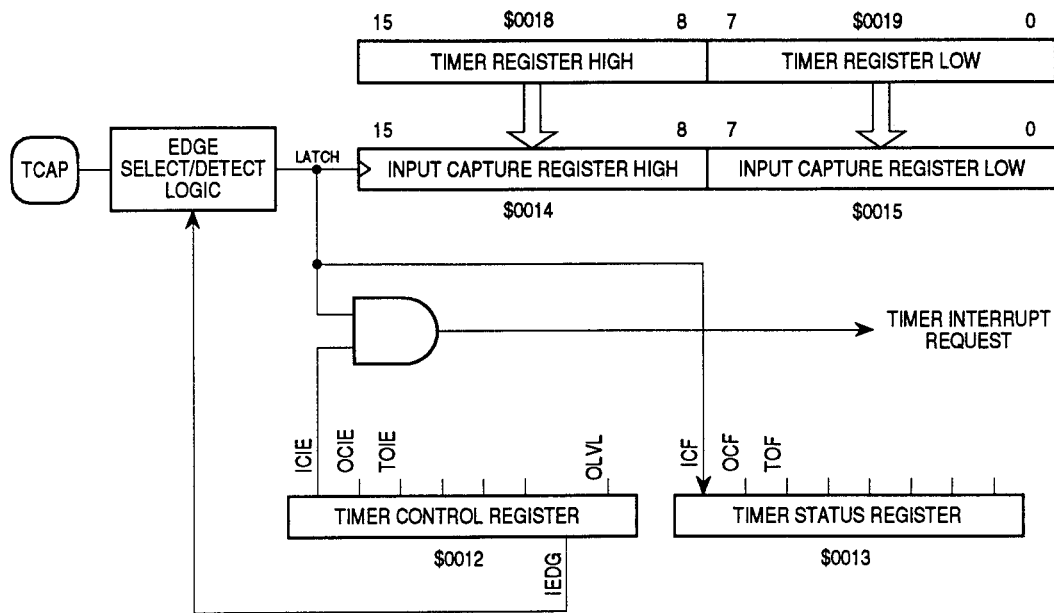 15 $0018 8 7 $0019 0
TIMER REGISTER HIGH TIMER REGISTER LOW
15 8 7 0
TCAP
EDGE
SELECT/DETECT
LOGIC
LATCH
INPUT CAPTURE REGISTER HIGH INPUT CAPTURE REGISTER LOW
$0014 $0015
TIMER INTERRUPT
REQUEST
ICIE
OCIE
TOIE
OLVL
ICF
OCF
TOF
TIMER CONTROL REGISTER TIMER STATUS REGISTER
$0012 $0013
IEDG